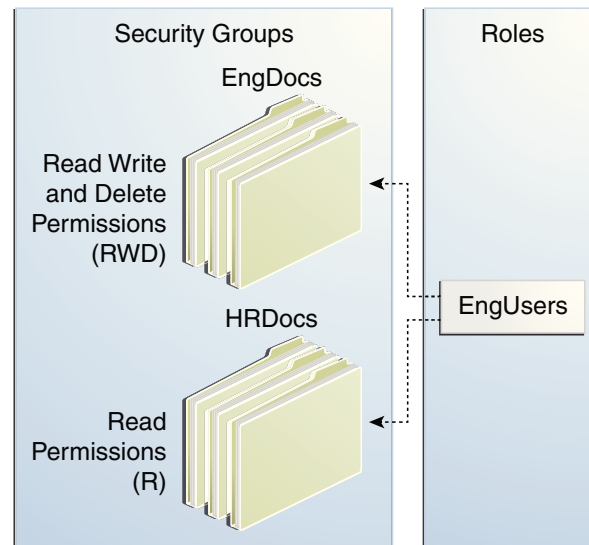 Security Groups
Roles
EngDocs
Read Write
and Delete
Permissions
(RWD)
EngUsers
HRDocs
Read
Permissions
(R)